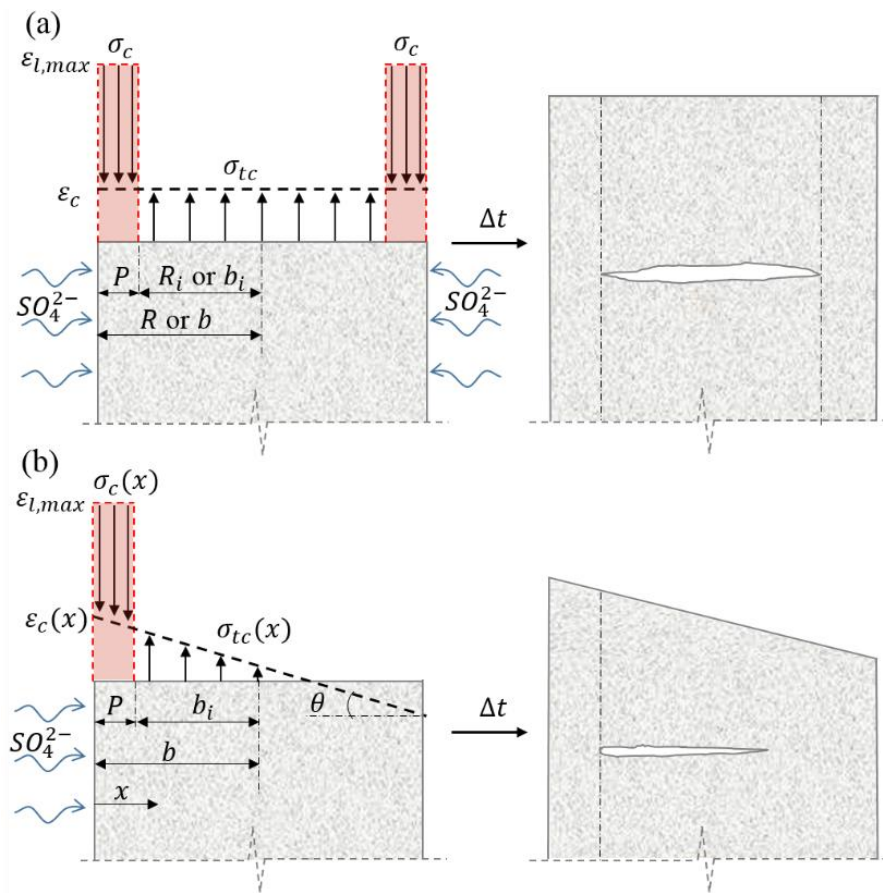 (a)
σ_c σ_c
ε_{l,max}
σ_{tc}
ε_c
Δt
P R_i or b_i
SO_4^{2-} SO_4^{2-}
R or b
(b)
σ_c(x)
ε_{l,max}
ε_c(x) σ_{tc}(x)
θ Δt
P b_i
SO_4^{2-}
b
x